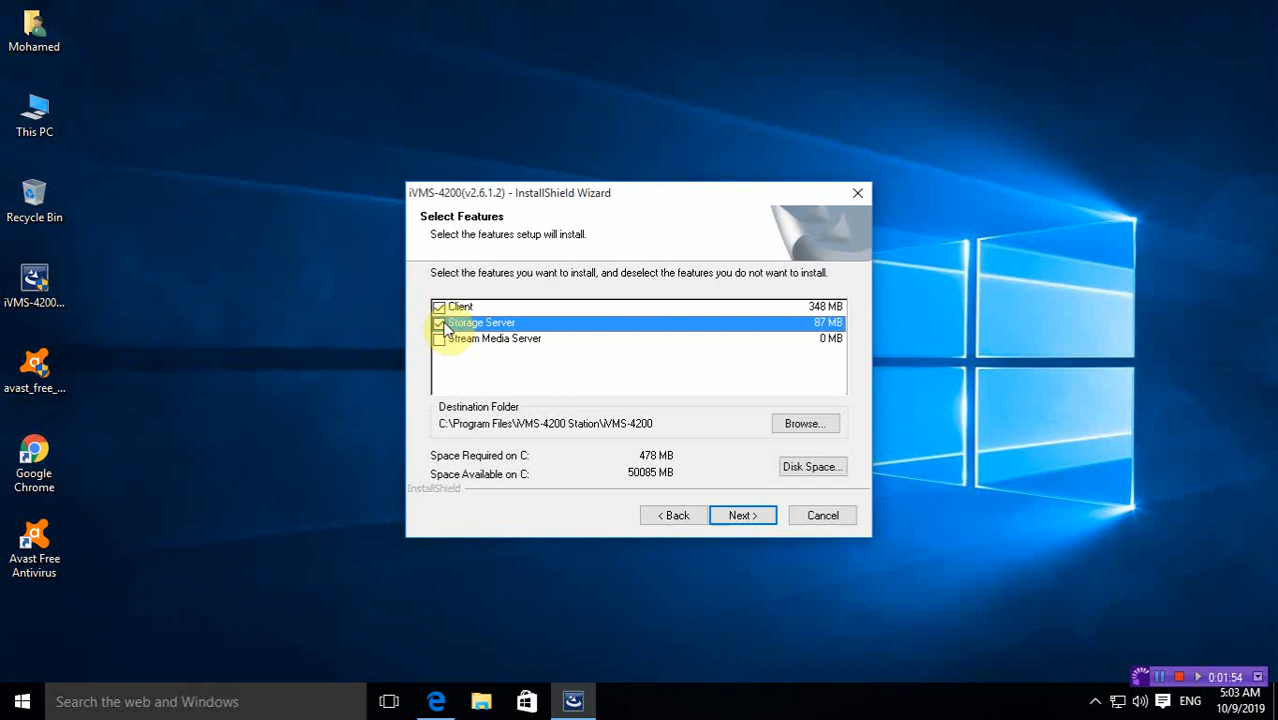 Mohamed
This PC
Recycle Bin
iVMS-4200...
avast_free_...
Google
Chrome
Avast Free
Antivirus
iVMS-4200(v2.6.1.2) - InstallShield Wizard
Select Features
Select the features setup will install.
Select the features you want to install, and deselect the features you do not want to install.
Client 348 MB
Storage Server 87 MB
Stream Media Server 0 MB
Destination Folder
C:\Program Files\iVMS-4200 Station\iVMS-4200
Browse...
Space Required on C: 478 MB
Space Available on C: 50085 MB
Disk Space...
InstallShield
< Back
Next >
Cancel
0:01:54
Search the web and Windows
ENG
5:03 AM
10/9/2019